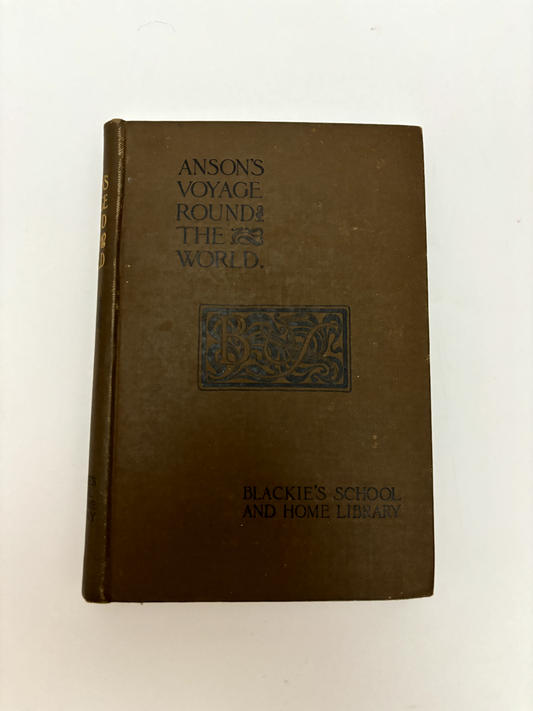 ANSON'S
VOYAGE
ROUND
THE
WORLD.
B&S
BLACKIE'S SCHOOL
AND HOME LIBRARY